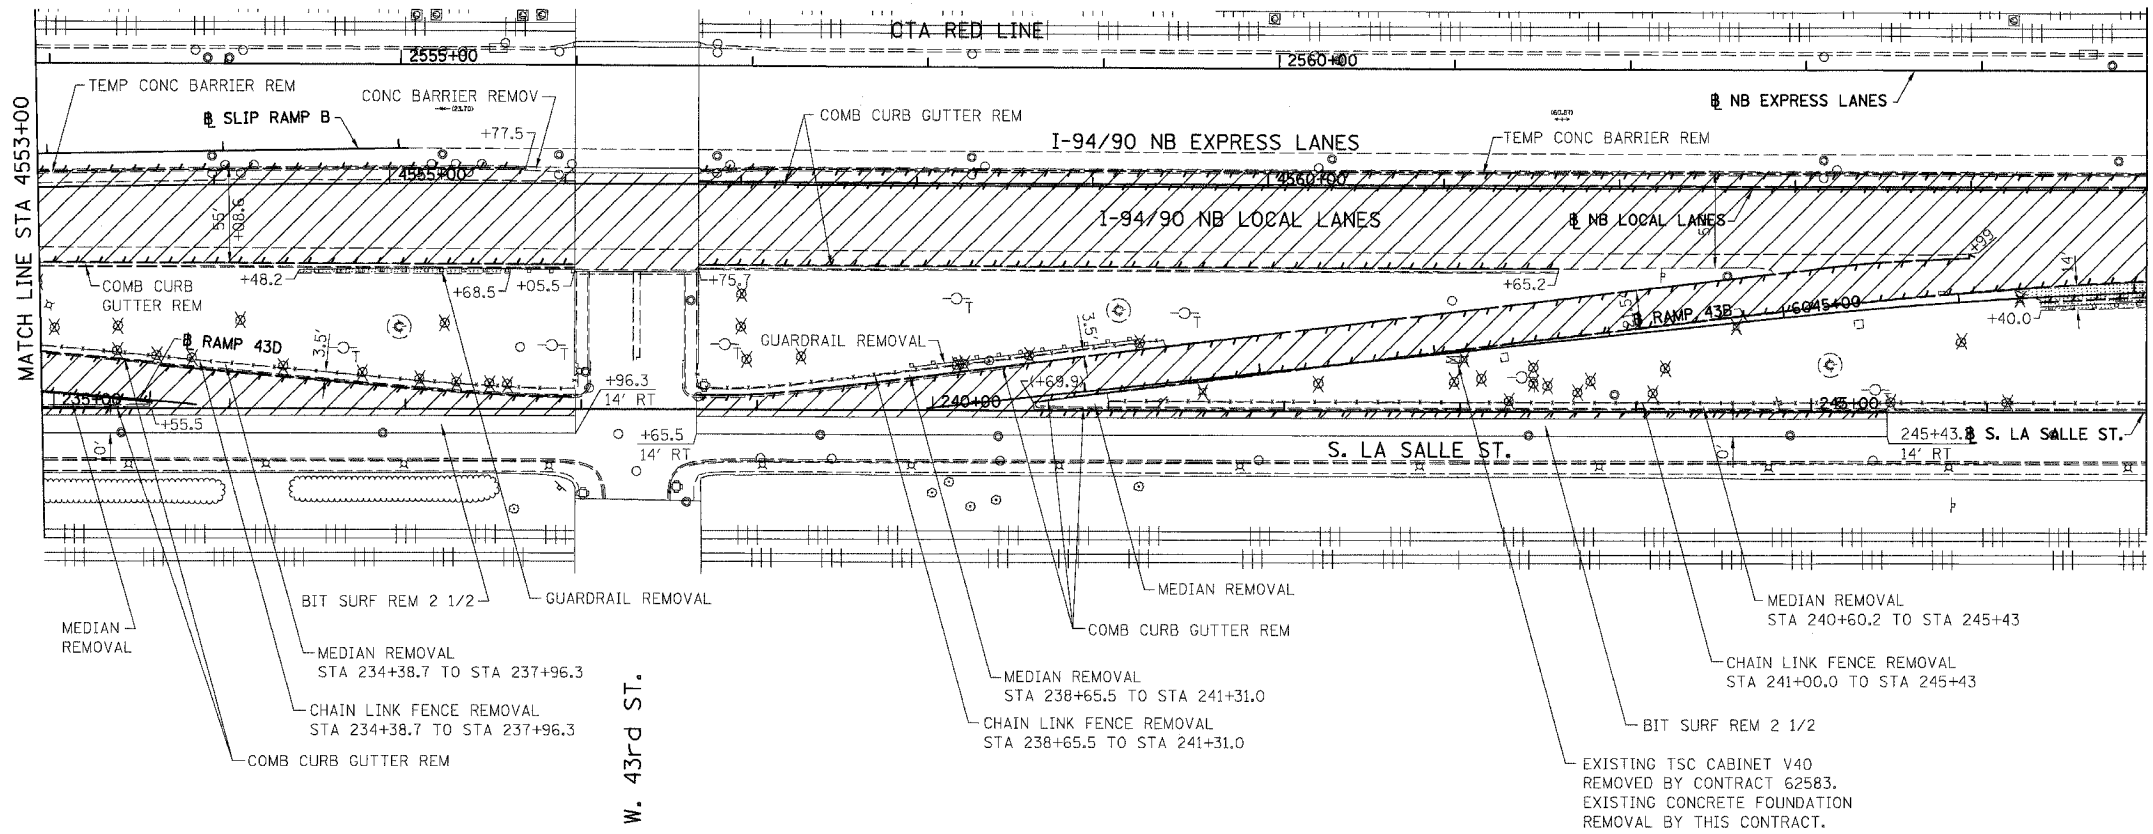 CTA RED LINE
2555+00
2560+00
TEMP CONC BARRIER REM
CONC BARRIER REMOV
(23.70)
℄ SLIP RAMP B
+77.5
COMB CURB GUTTER REM
(60.87)
I-94/90 NB EXPRESS LANES
℄ NB EXPRESS LANES
TEMP CONC BARRIER REM
MATCH LINE STA 4553+00
4555+00
4560+00
55'
+08.6
I-94/90 NB LOCAL LANES
℄ NB LOCAL LANES
+99
COMB CURB
GUTTER REM
+48.2
+68.5
+05.5
+75.7
+65.2
14'
℄ RAMP 43D
3.5'
GUARDRAIL REMOVAL
3.5'
℄ RAMP 43B
6045+00
+40.0
235+00
+55.5
+96.3
14' RT
(+69.9)
240+00
245+00
+65.5
14' RT
S. LA SALLE ST.
245+43.
14' RT
℄ S. LA SALLE ST.
MEDIAN
REMOVAL
BIT SURF REM 2 1/2
GUARDRAIL REMOVAL
MEDIAN REMOVAL
STA 234+38.7 TO STA 237+96.3
CHAIN LINK FENCE REMOVAL
STA 234+38.7 TO STA 237+96.3
COMB CURB GUTTER REM
W. 43rd ST.
MEDIAN REMOVAL
COMB CURB GUTTER REM
MEDIAN REMOVAL
STA 238+65.5 TO STA 241+31.0
CHAIN LINK FENCE REMOVAL
STA 238+65.5 TO STA 241+31.0
MEDIAN REMOVAL
STA 240+60.2 TO STA 245+43
CHAIN LINK FENCE REMOVAL
STA 241+00.0 TO STA 245+43
BIT SURF REM 2 1/2
EXISTING TSC CABINET V40
REMOVED BY CONTRACT 62583.
EXISTING CONCRETE FOUNDATION
REMOVAL BY THIS CONTRACT.